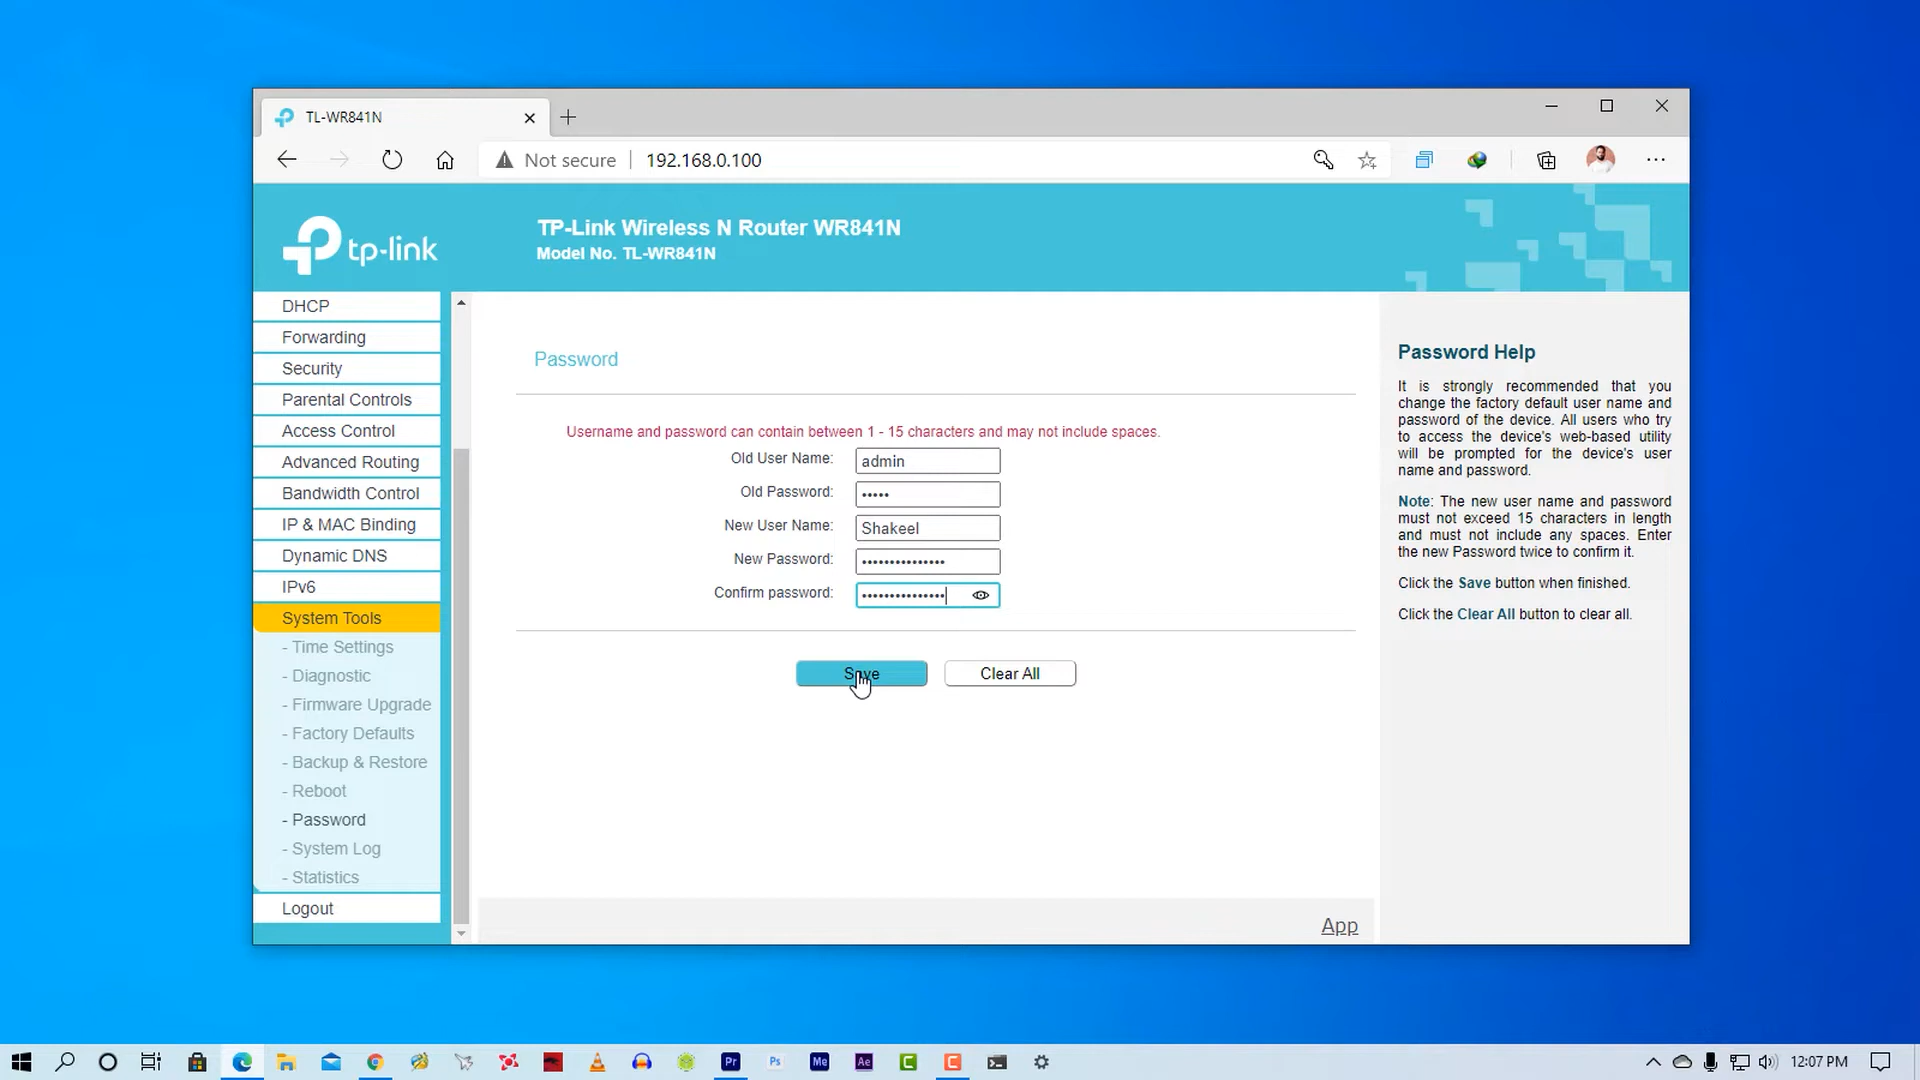 TL-WR841N
Not secure
192.168.0.100
tp-link
TP-Link Wireless N Router WR841N
Model No. TL-WR841N
DHCP
Forwarding
Security
Parental Controls
Access Control
Advanced Routing
Bandwidth Control
IP & MAC Binding
Dynamic DNS
IPv6
System Tools
- Time Settings
- Diagnostic
- Firmware Upgrade
- Factory Defaults
- Backup & Restore
- Reboot
- Password
- System Log
- Statistics
Logout
Password
Username and password can contain between 1 - 15 characters and may not include spaces.
Old User Name: admin
Old Password: •••••
New User Name: Shakeel
New Password: •••••••••••••••
Confirm password: •••••••••••••••
Save
Clear All
App
Password Help
It is strongly recommended that you
change the factory default user name and
password of the device. All users who try
to access the device's web-based utility
will be prompted for the device's user
name and password.
Note: The new user name and password
must not exceed 15 characters in length
and must not include any spaces. Enter
the new Password twice to confirm it.
Click the Save button when finished.
Click the Clear All button to clear all.
Pr
Ps
Me
Ae
C
C
12:07 PM